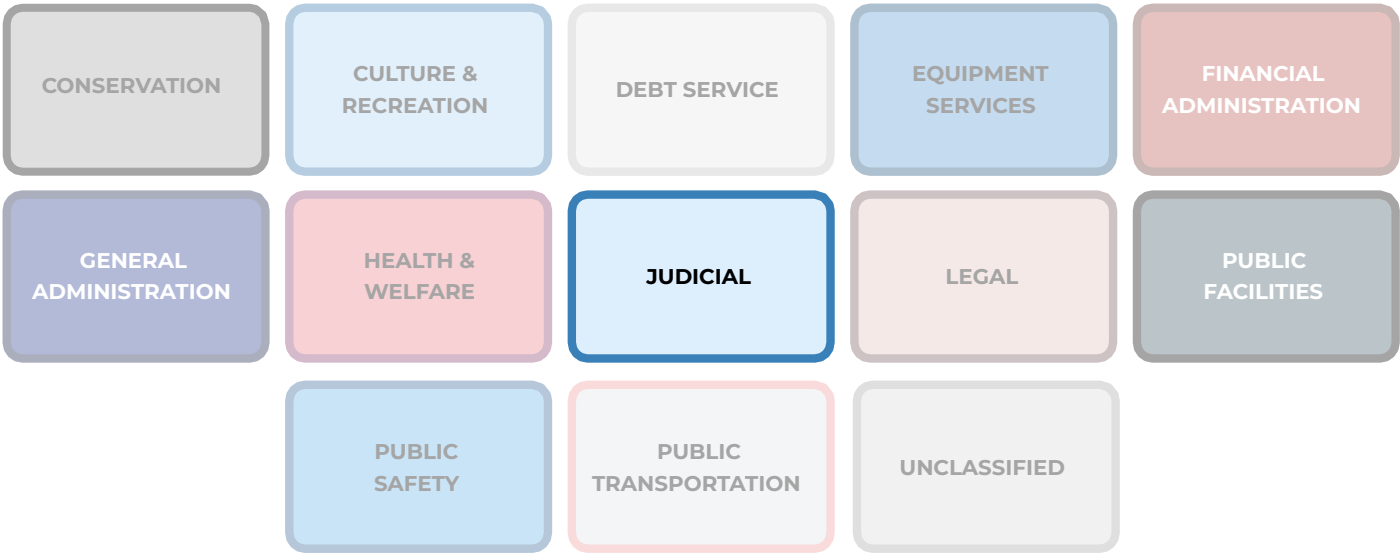 CONSERVATION
CULTURE &
RECREATION
DEBT SERVICE
EQUIPMENT
SERVICES
FINANCIAL
ADMINISTRATION
GENERAL
ADMINISTRATION
HEALTH &
WELFARE
JUDICIAL
LEGAL
PUBLIC
FACILITIES
PUBLIC
SAFETY
PUBLIC
TRANSPORTATION
UNCLASSIFIED